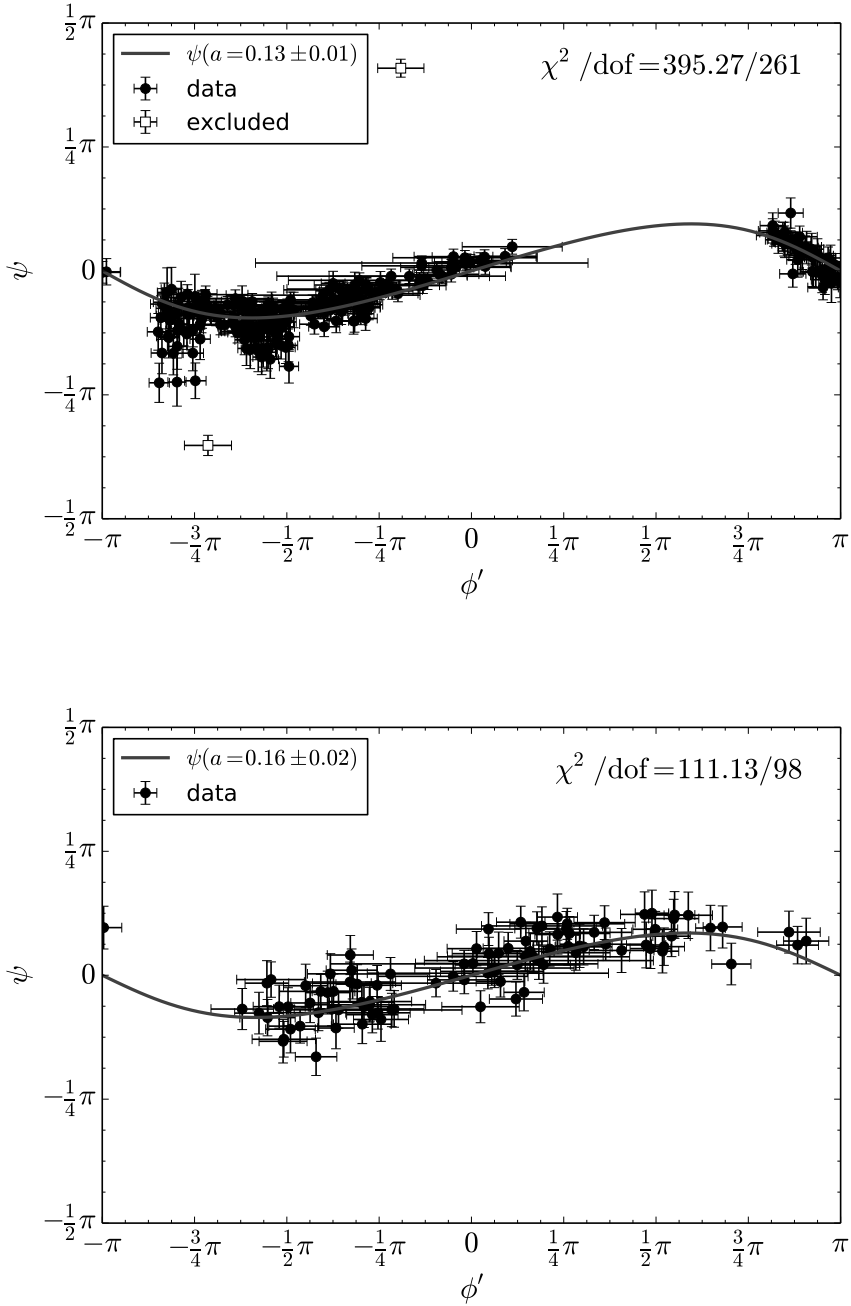 ½π
ψ(a=0.13±0.01)
data
excluded
χ² /dof=395.27/261
¼π
0
ψ
−¼π
−½π
−π −¾π −½π −¼π 0 ¼π ½π ¾π π
ϕ′
½π
ψ(a=0.16±0.02)
data
χ² /dof=111.13/98
¼π
0
ψ
−¼π
−½π
−π −¾π −½π −¼π 0 ¼π ½π ¾π π
ϕ′